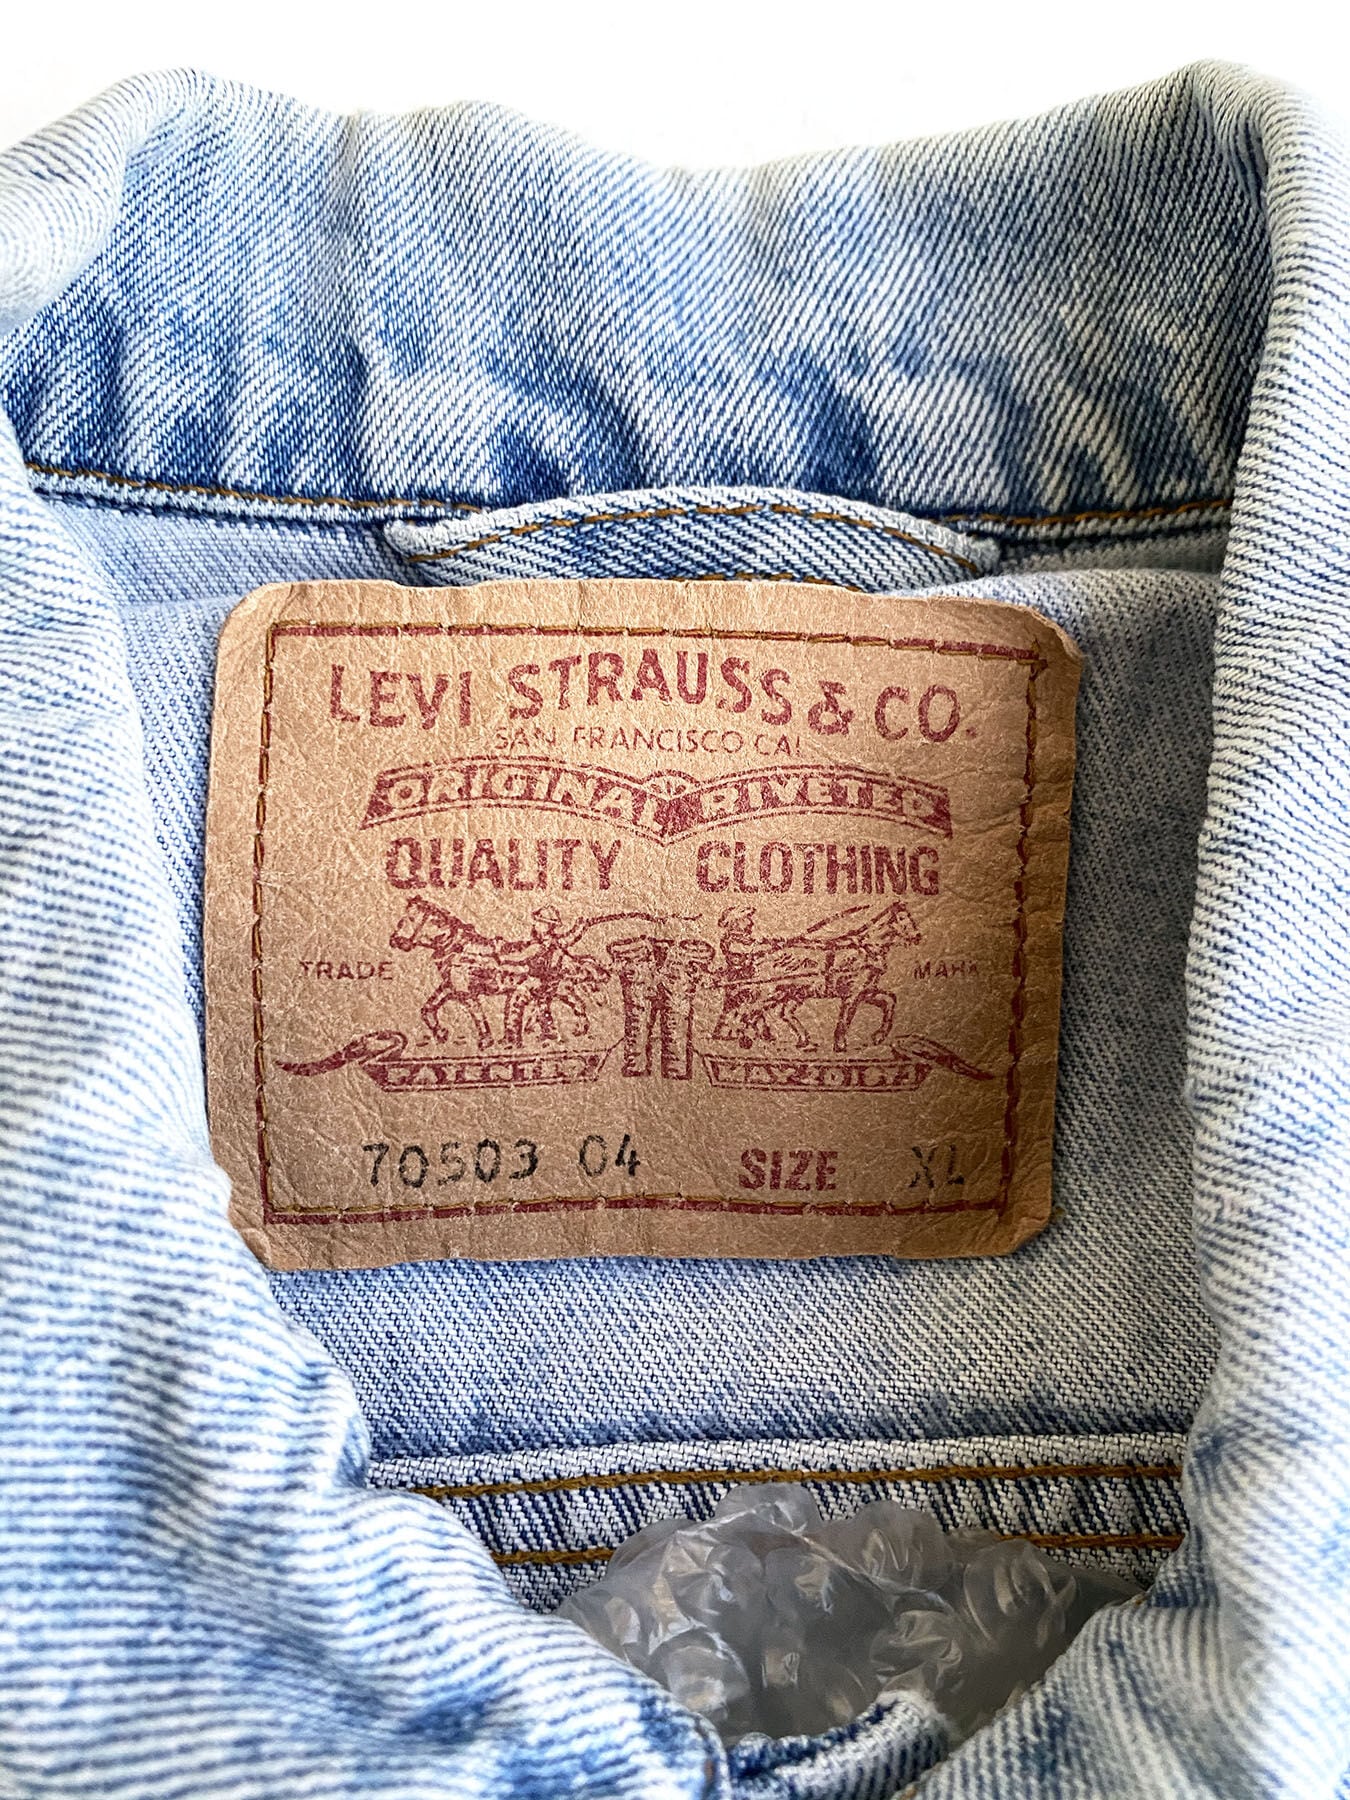 LEVI STRAUSS & CO.
SAN FRANCISCO CAL
ORIGINAL RIVETED
QUALITY CLOTHING
TRADE MARK
PATENTED MAY 20 1873
70503 04 SIZE XL